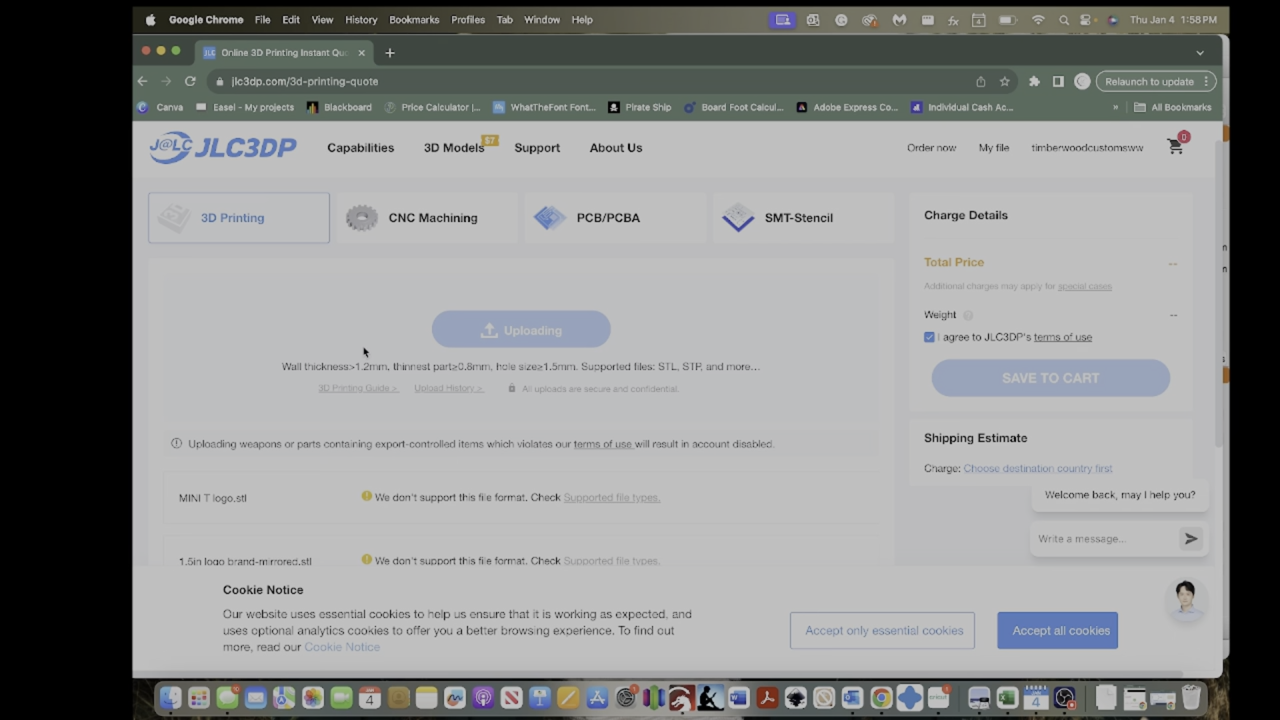 Google Chrome File Edit View History Bookmarks Profiles Tab Window Help Thu Jan 4 1:58 PM
Online 3D Printing Instant Quo
jlc3dp.com/3d-printing-quote Relaunch to update
Canva Easel - My projects Blackboard Price Calculator |... WhatTheFont Font... Pirate Ship Board Foot Calcul... Adobe Express Co... Individual Cash Ac... » All Bookmarks
J@LC JLC3DP Capabilities 3D Models $7 Support About Us Order now My file timberwoodcustomsww 0
3D Printing CNC Machining PCB/PCBA SMT-Stencil
Charge Details
Total Price --
Additional charges may apply for special cases
Weight --
I agree to JLC3DP's terms of use
SAVE TO CART
Uploading
Wall thickness>1.2mm, thinnest part≥0.8mm, hole size≥1.5mm. Supported files: STL, STP, and more...
3D Printing Guide > Upload History > All uploads are secure and confidential.
Uploading weapons or parts containing export-controlled items which violates our terms of use will result in account disabled.
Shipping Estimate
Charge: Choose destination country first
MINI T logo.stl We don't support this file format. Check Supported file types.
Welcome back, may I help you?
Write a message...
1.5in logo brand-mirrored.stl We don't support this file format. Check Supported file types.
Cookie Notice
Our website uses essential cookies to help us ensure that it is working as expected, and
uses optional analytics cookies to offer you a better browsing experience. To find out
more, read our Cookie Notice
Accept only essential cookies Accept all cookies